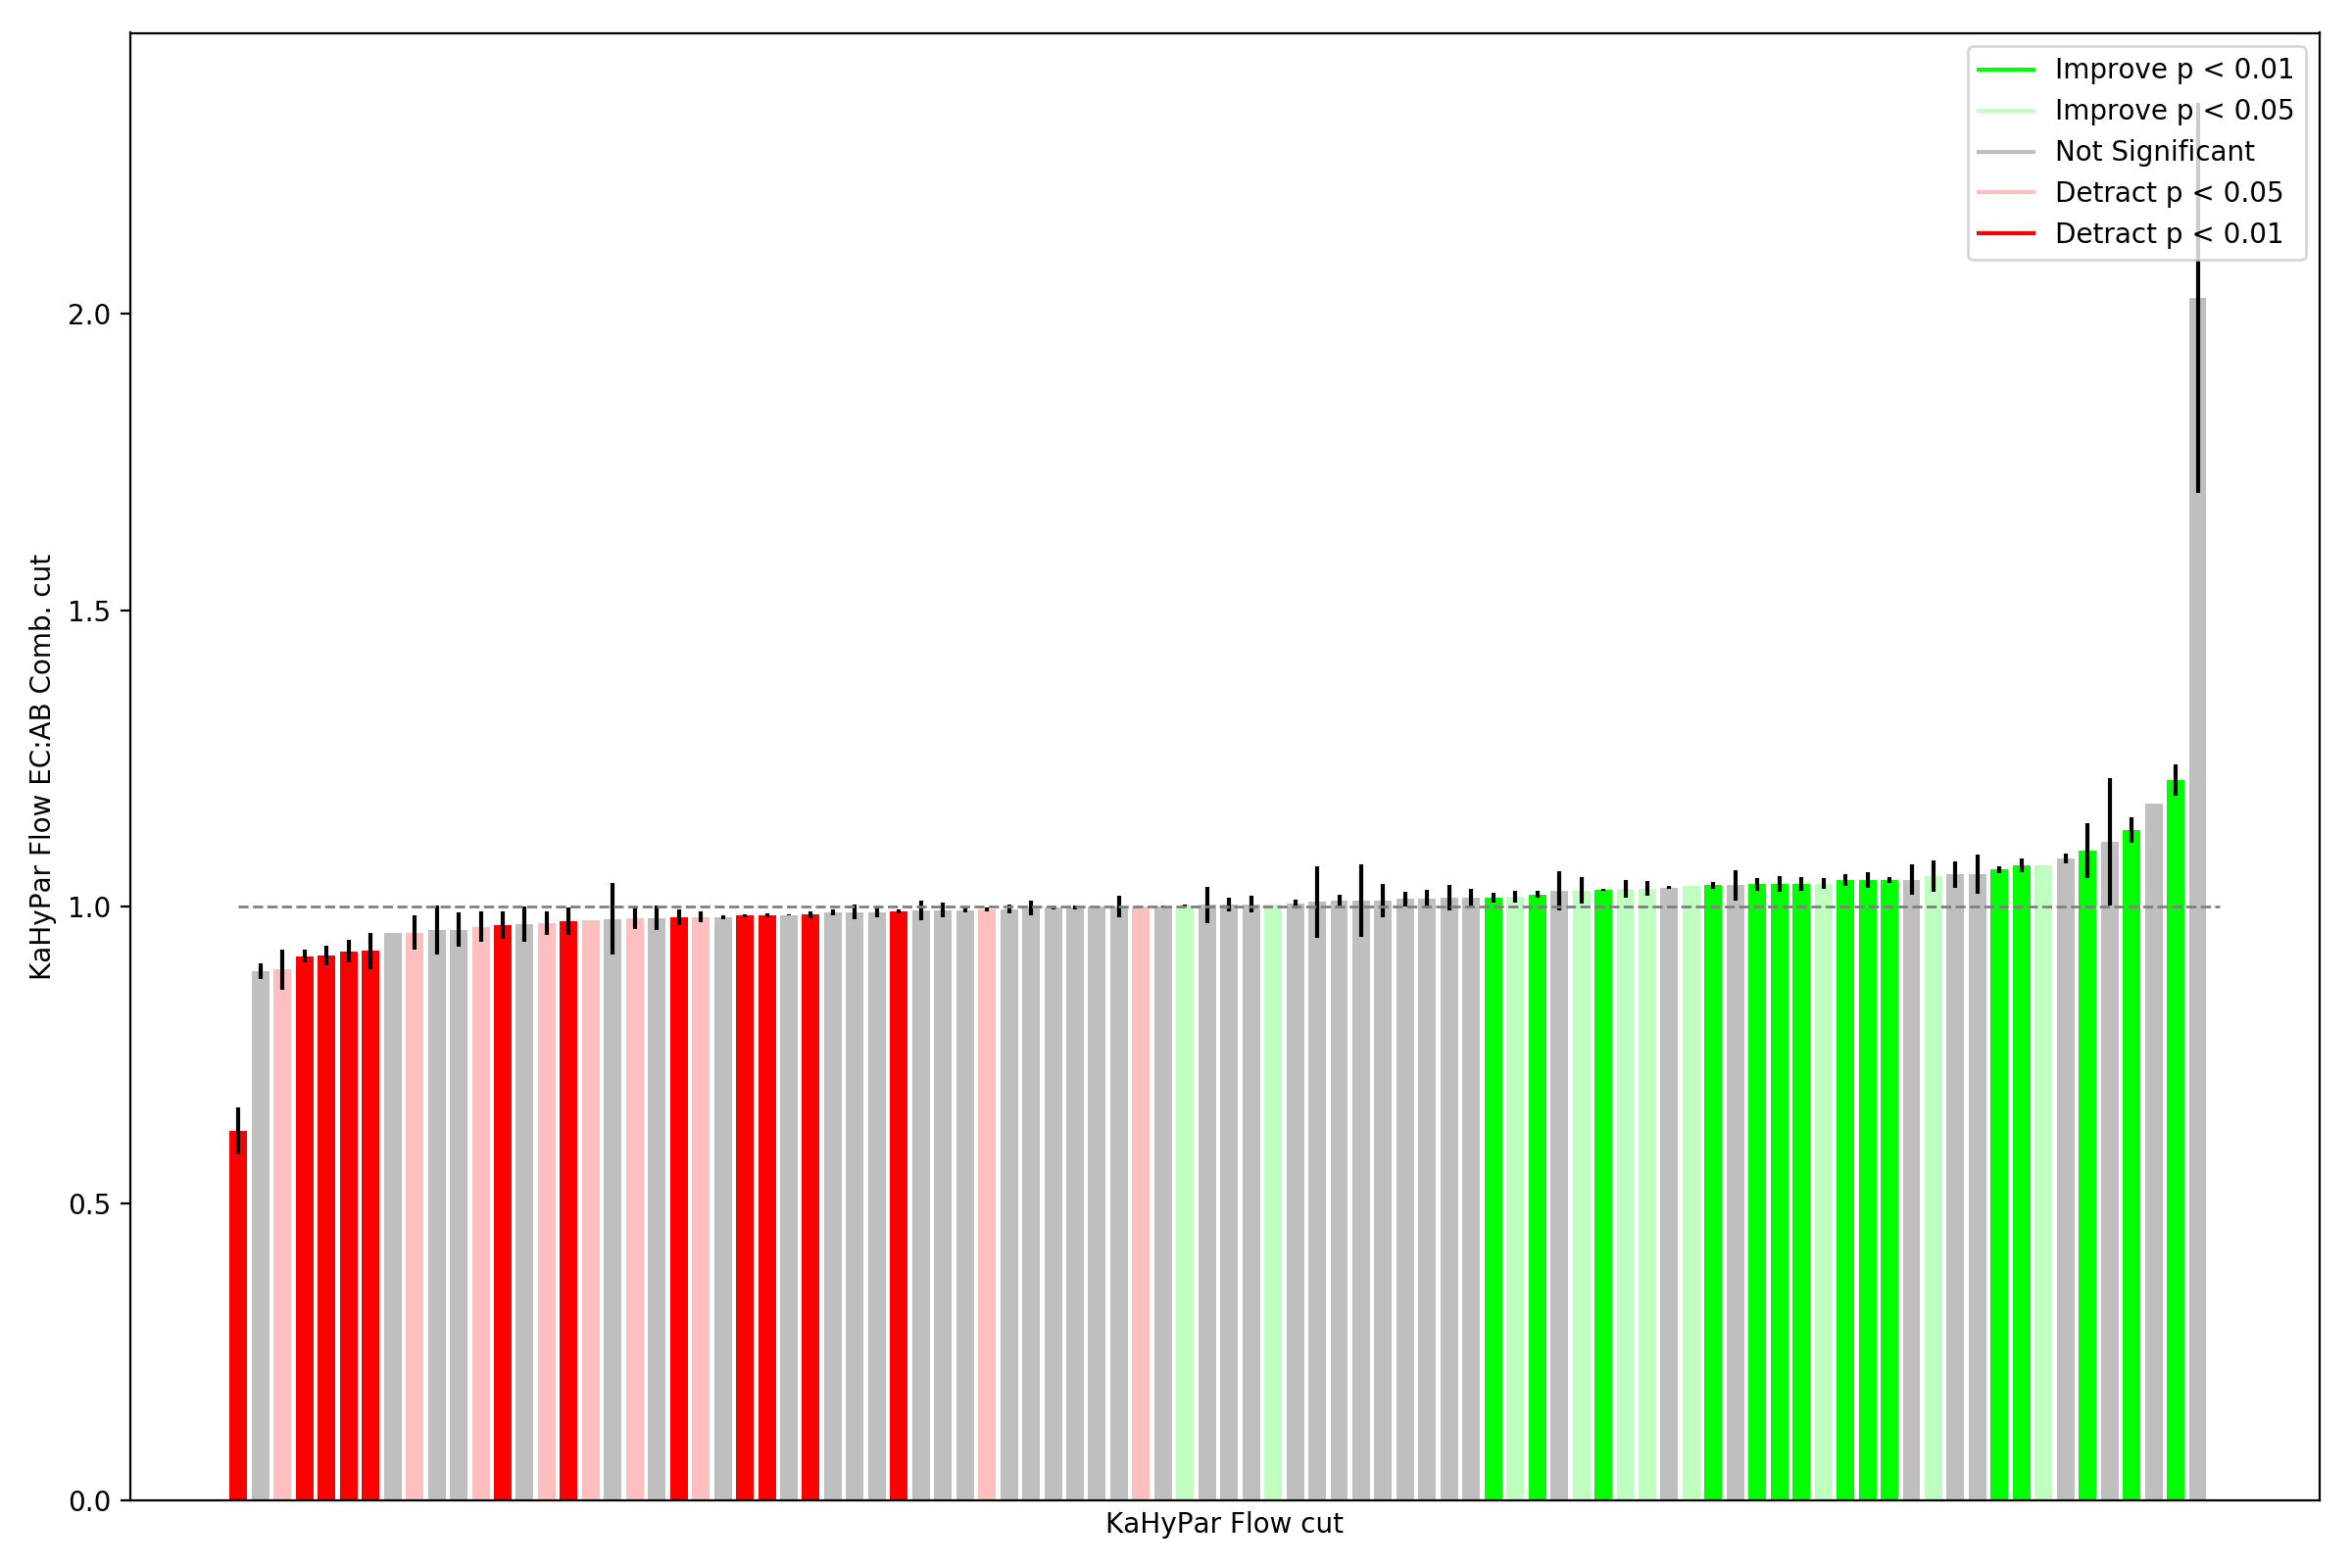 Improve p < 0.01
Improve p < 0.05
Not Significant
Detract p < 0.05
Detract p < 0.01
2.0
1.5
1.0
0.5
0.0
KaHyPar Flow EC:AB Comb. cut
KaHyPar Flow cut